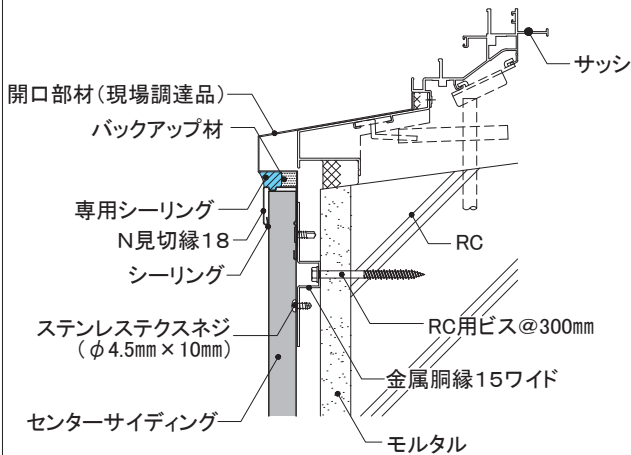 サッシ
開口部材(現場調達品)
バックアップ材
専用シーリング
N見切縁18
シーリング
RC
ステンレステクスネジ
(φ4.5mm×10mm)
RC用ビス@300mm
金属胴縁15ワイド
センターサイディング
モルタル